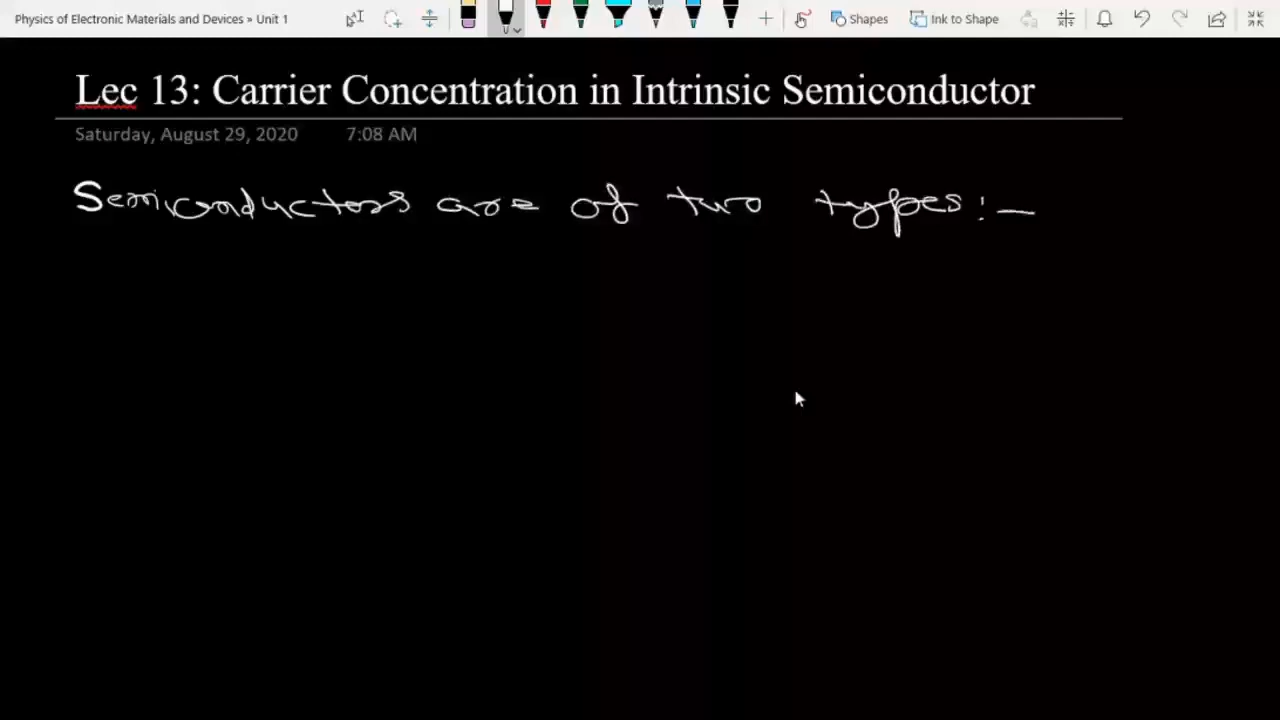 Physics of Electronic Materials and Devices » Unit 1
Shapes
Ink to Shape
Lec 13: Carrier Concentration in Intrinsic Semiconductor
Saturday, August 29, 2020 7:08 AM
Semiconductors are of two types:-